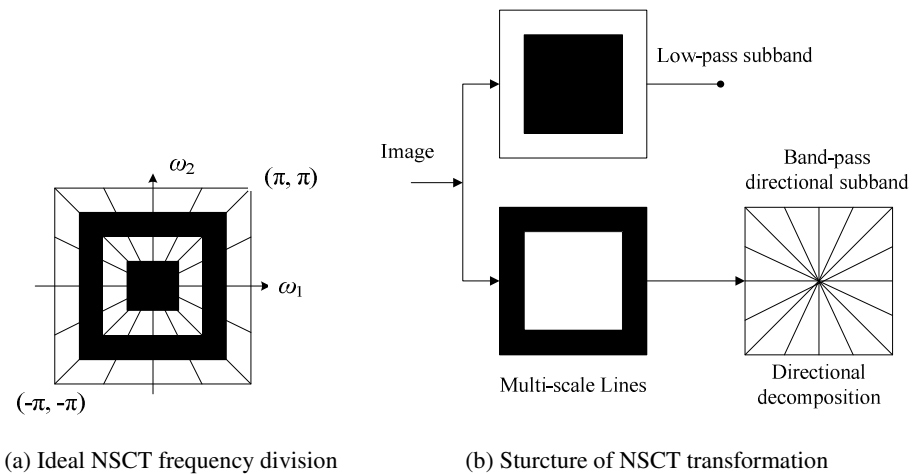 ω2
(π, π)
ω1
(-π, -π)
(a) Ideal NSCT frequency division
Image
Low-pass subband
Band-pass
directional subband
Multi-scale Lines
Directional
decomposition
(b) Sturcture of NSCT transformation